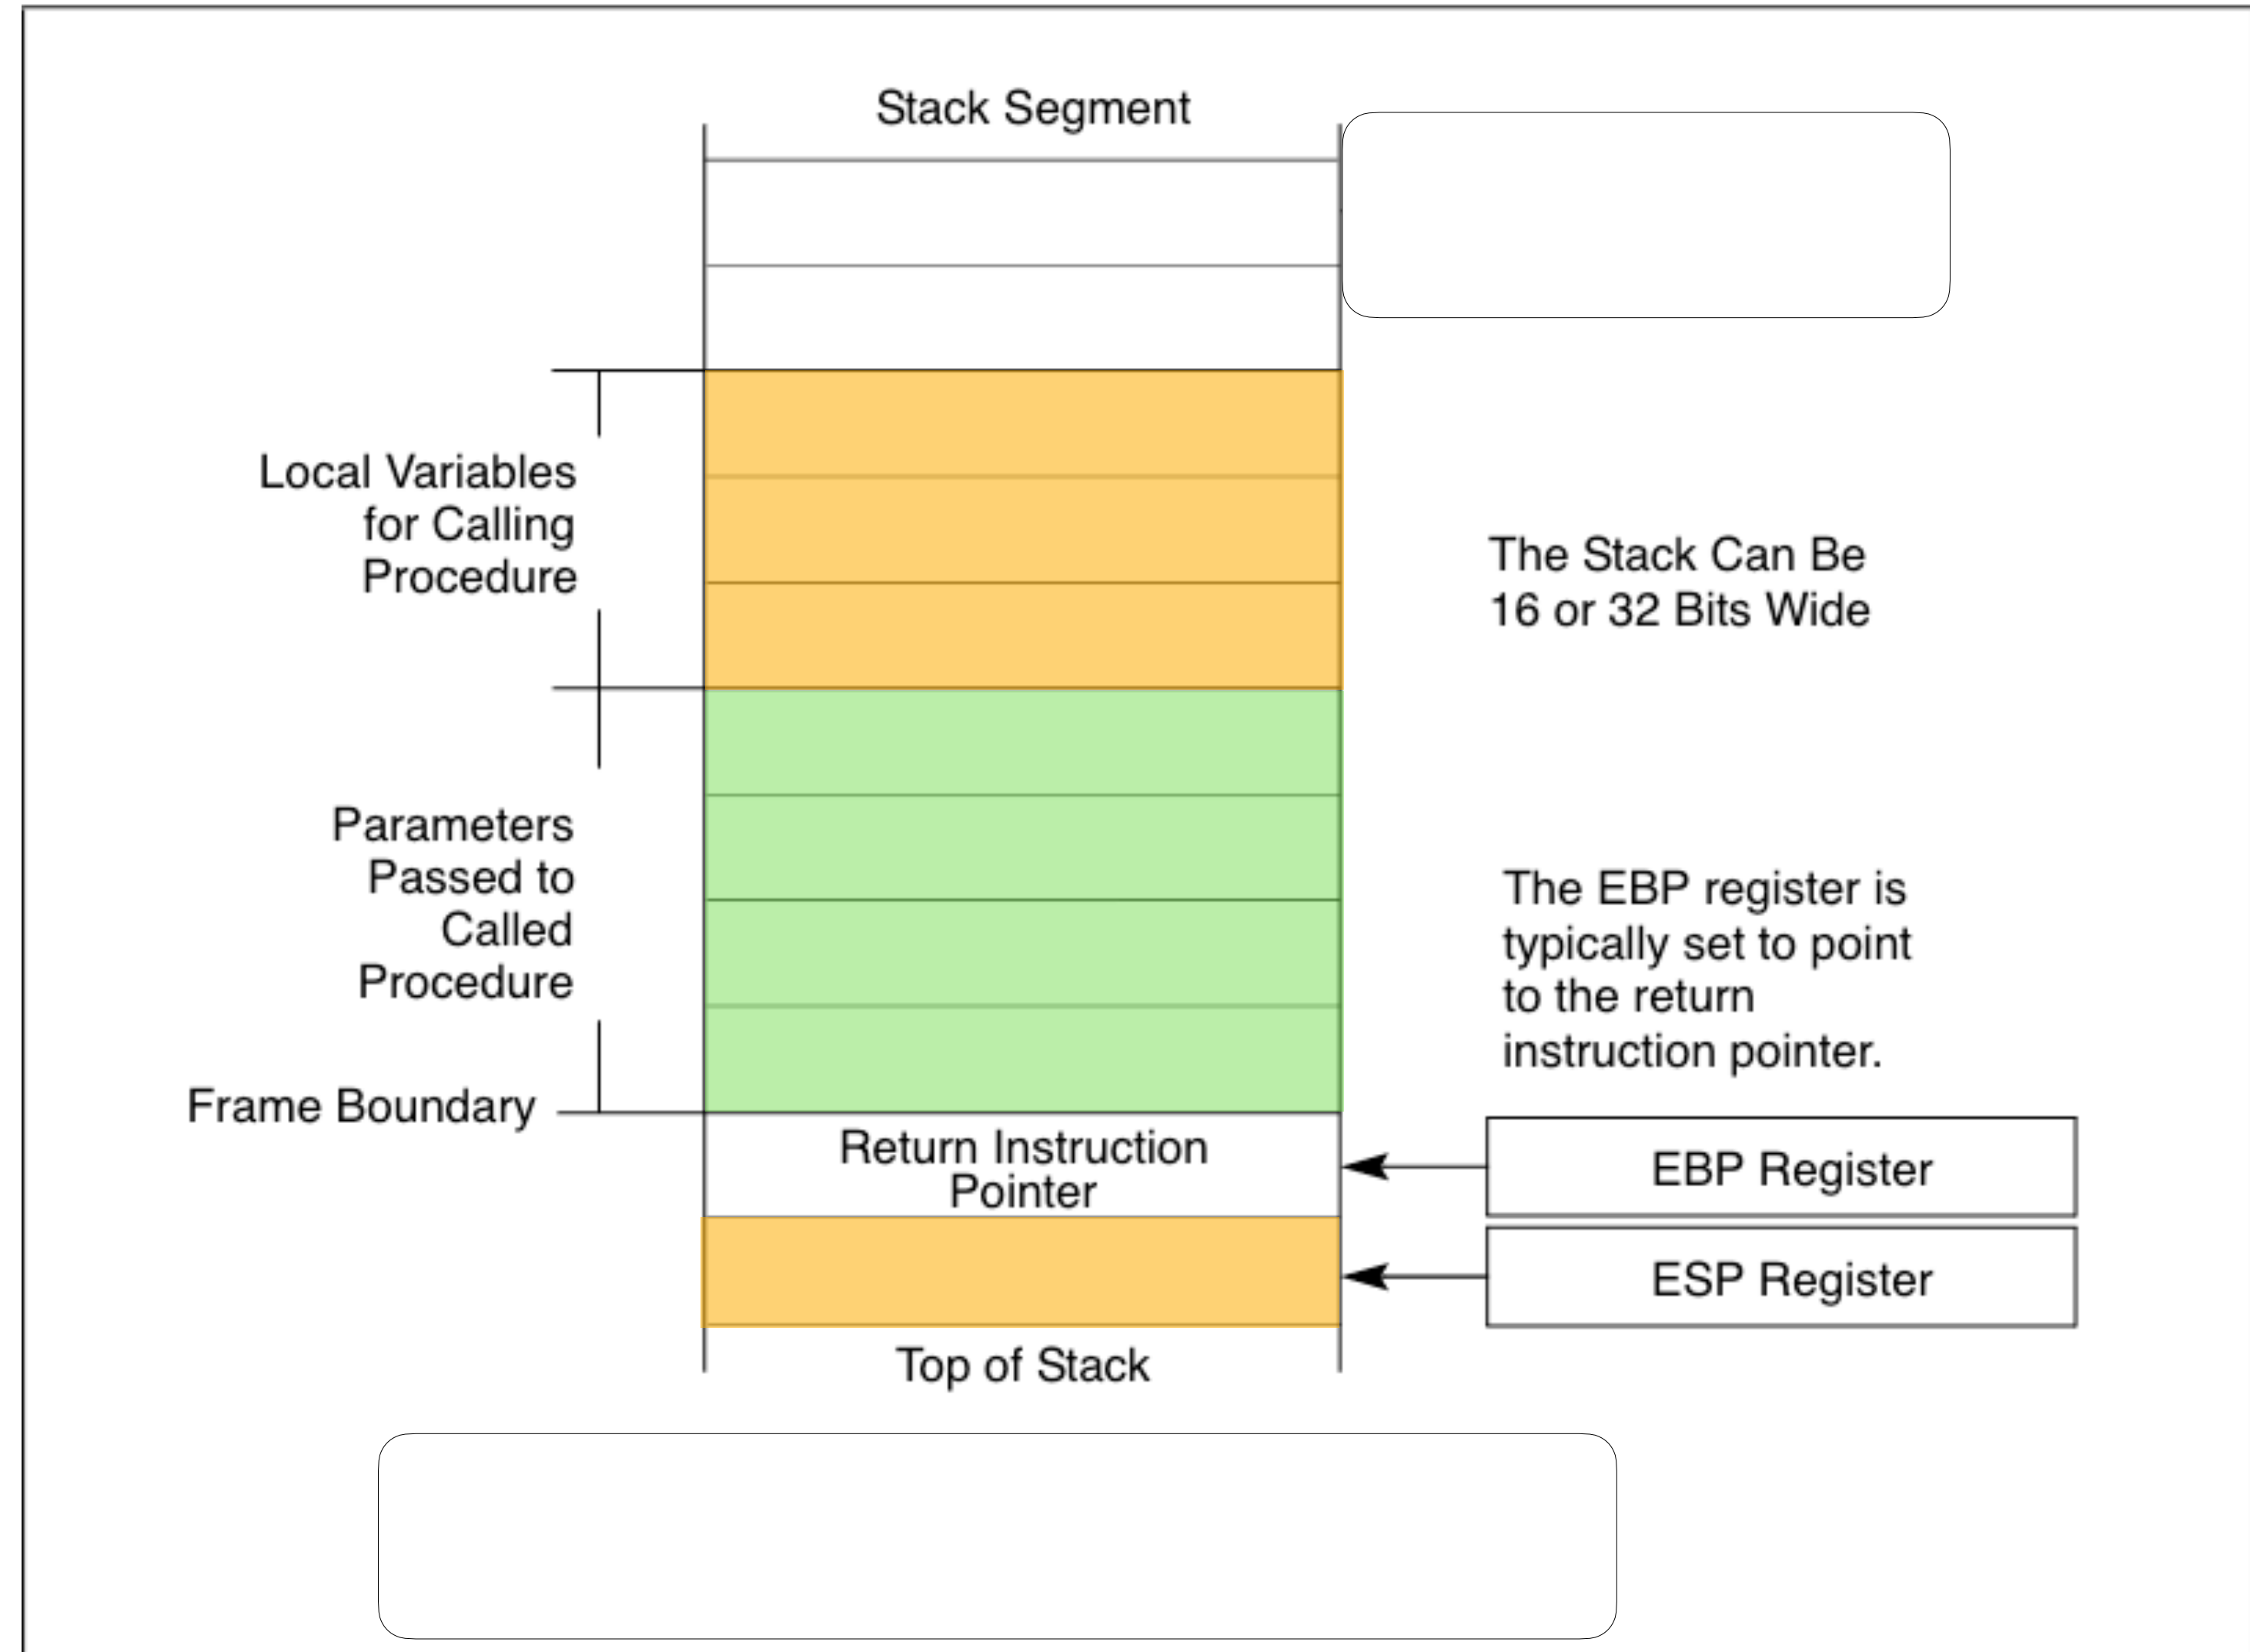 Stack Segment
Local Variables
for Calling
Procedure
The Stack Can Be
16 or 32 Bits Wide
Parameters
Passed to
Called
Procedure
The EBP register is
typically set to point
to the return
instruction pointer.
Frame Boundary
Return Instruction
Pointer
EBP Register
ESP Register
Top of Stack